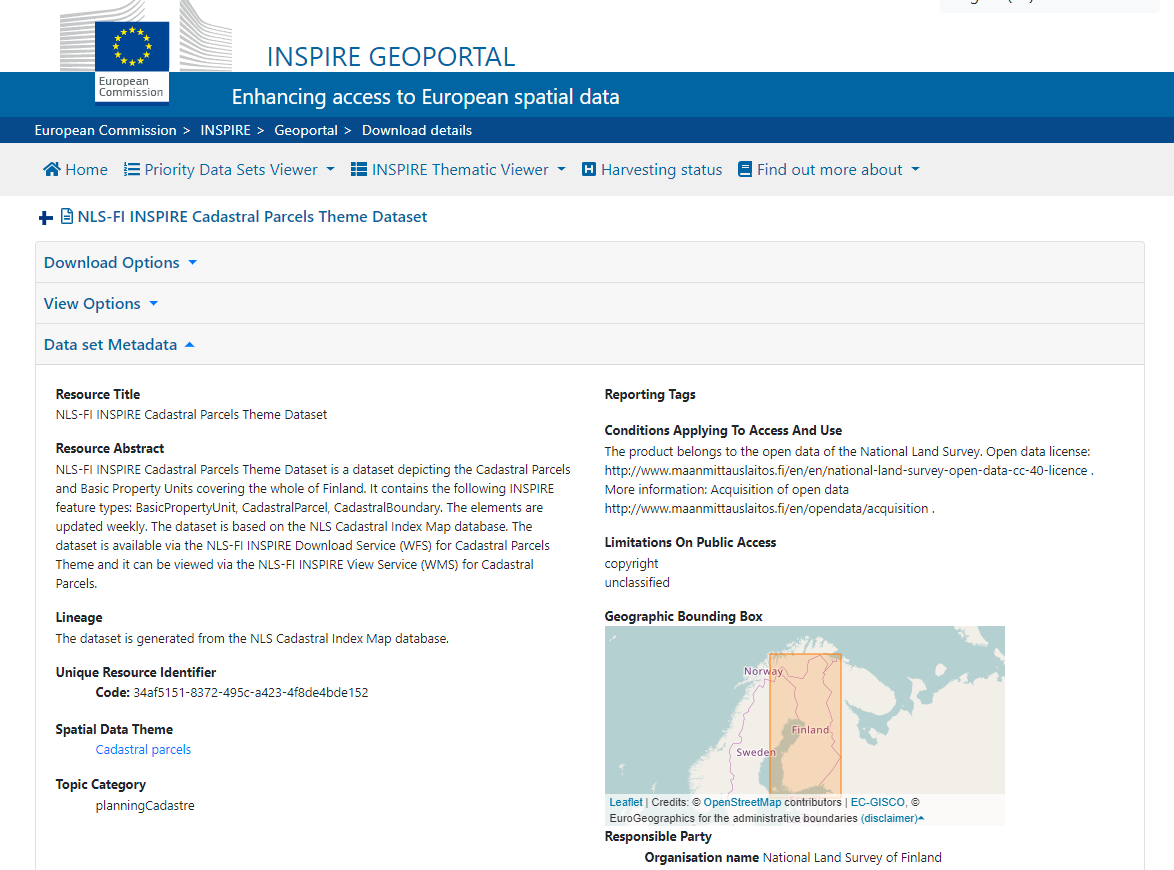 INSPIRE GEOPORTAL
European
Commission
Enhancing access to European spatial data
European Commission > INSPIRE > Geoportal > Download details
Home Priority Data Sets Viewer INSPIRE Thematic Viewer Harvesting status Find out more about
NLS-FI INSPIRE Cadastral Parcels Theme Dataset
Download Options
View Options
Data set Metadata
Resource Title
NLS-FI INSPIRE Cadastral Parcels Theme Dataset
Resource Abstract
NLS-FI INSPIRE Cadastral Parcels Theme Dataset is a dataset depicting the Cadastral Parcels
and Basic Property Units covering the whole of Finland. It contains the following INSPIRE
feature types: BasicPropertyUnit, CadastralParcel, CadastralBoundary. The elements are
updated weekly. The dataset is based on the NLS Cadastral Index Map database. The
dataset is available via the NLS-FI INSPIRE Download Service (WFS) for Cadastral Parcels
Theme and it can be viewed via the NLS-FI INSPIRE View Service (WMS) for Cadastral
Parcels.
Lineage
The dataset is generated from the NLS Cadastral Index Map database.
Unique Resource Identifier
Code: 34af5151-8372-495c-a423-4f8de4bde152
Spatial Data Theme
Cadastral parcels
Topic Category
planningCadastre
Reporting Tags
Conditions Applying To Access And Use
The product belongs to the open data of the National Land Survey. Open data license:
http://www.maanmittauslaitos.fi/en/en/national-land-survey-open-data-cc-40-licence .
More information: Acquisition of open data
http://www.maanmittauslaitos.fi/en/opendata/acquisition .
Limitations On Public Access
copyright
unclassified
Geographic Bounding Box
Norway
Finland
Sweden
Leaflet | Credits: © OpenStreetMap contributors | EC-GISCO, ©
EuroGeographics for the administrative boundaries (disclaimer)
Responsible Party
Organisation name National Land Survey of Finland